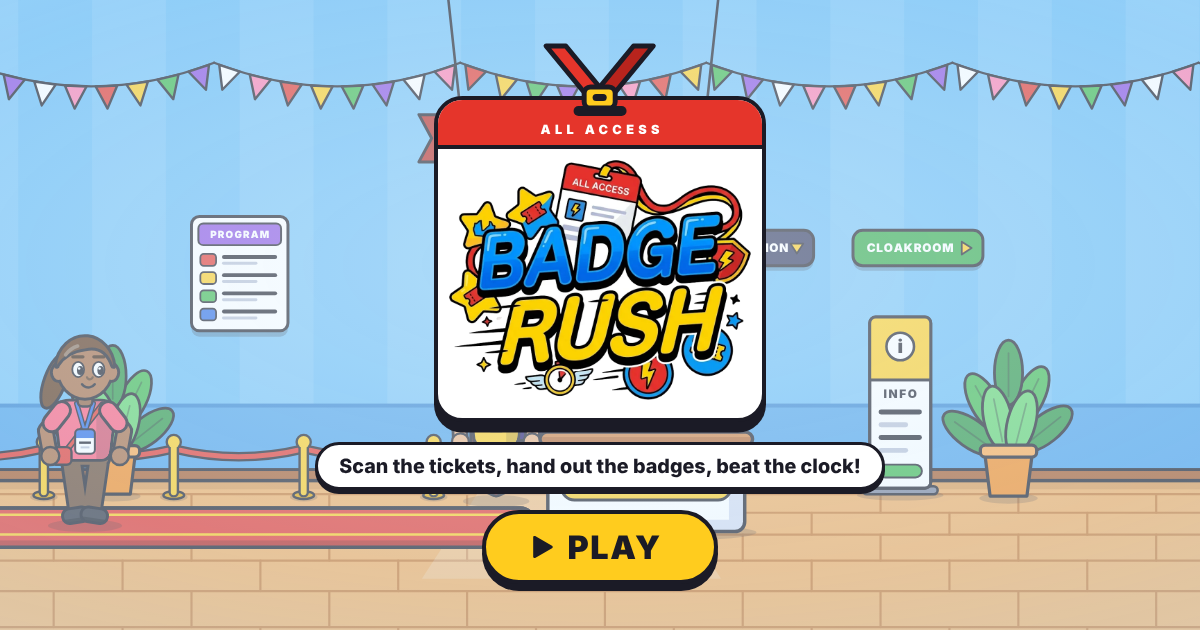 ALL ACCESS
ALL ACCESS
BADGE
RUSH
PROGRAM
CLOAKROOM
INFO
Scan the tickets, hand out the badges, beat the clock!
PLAY